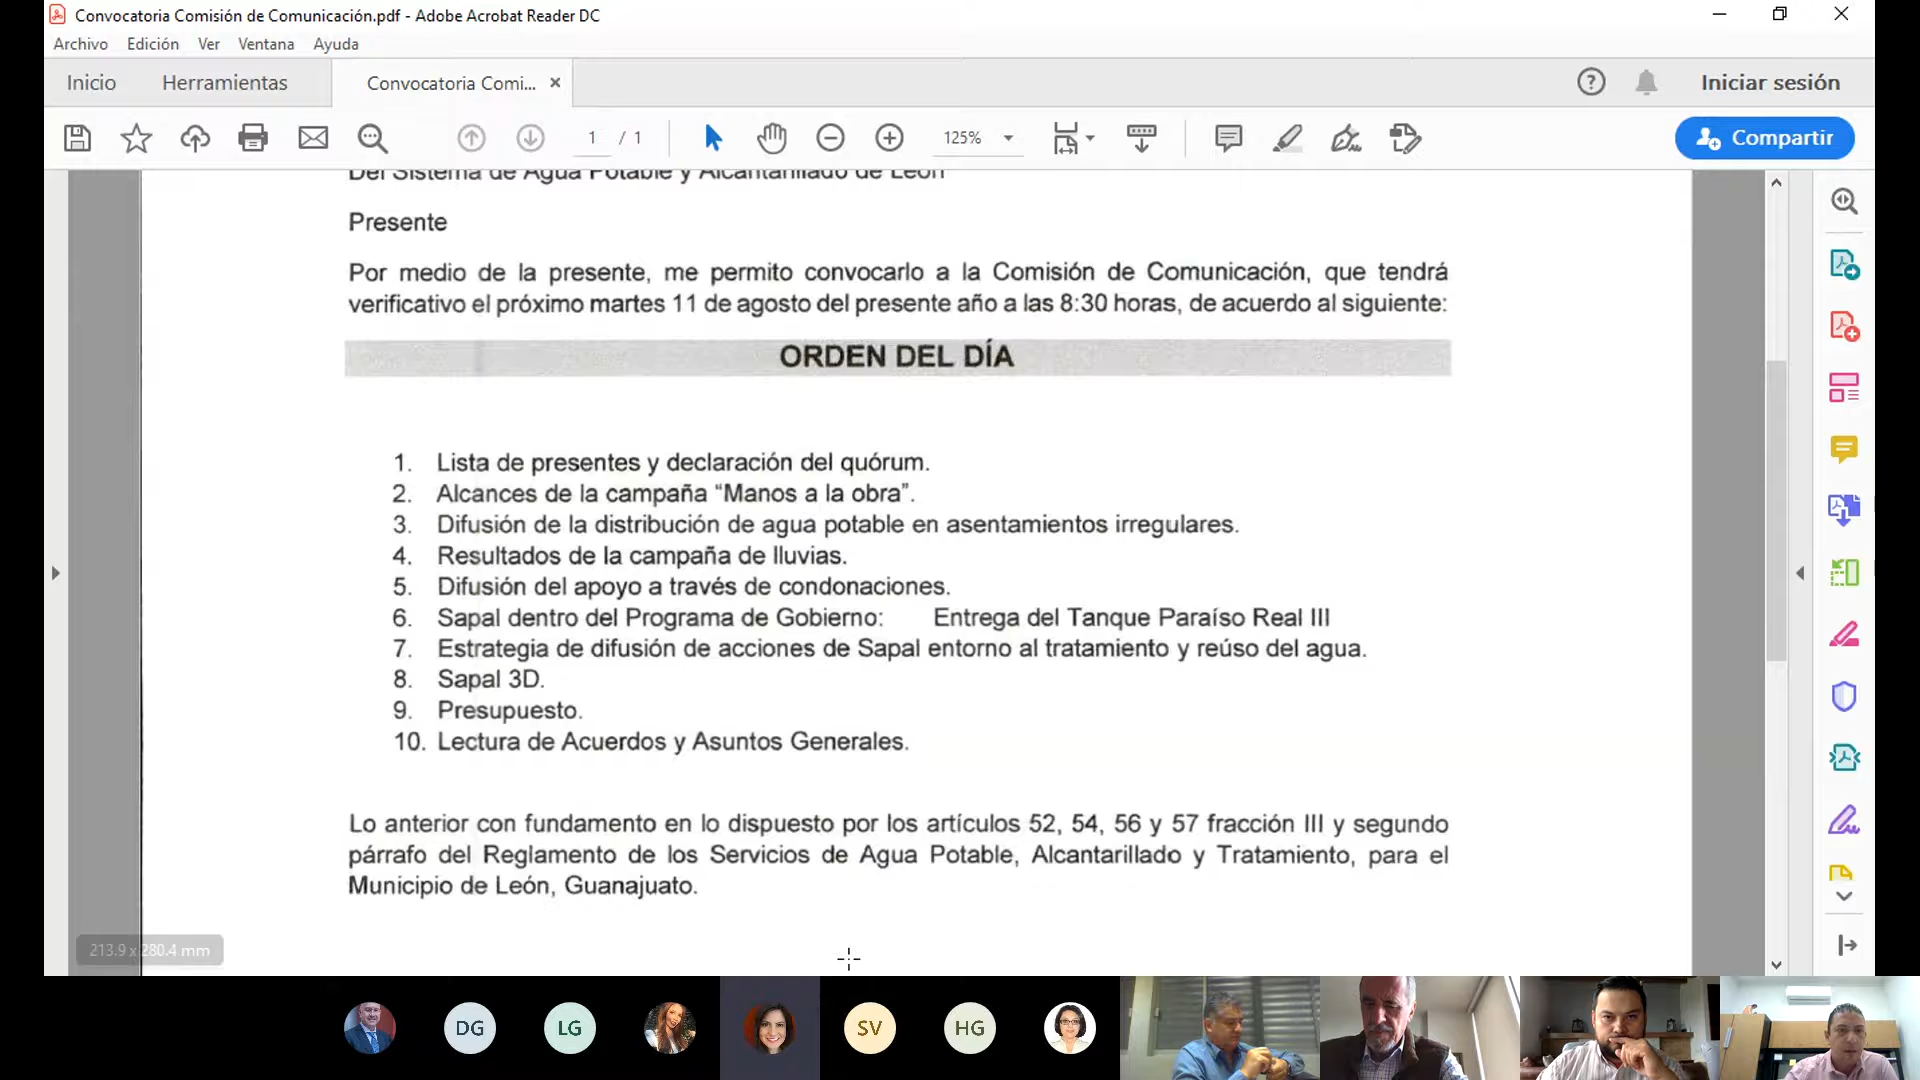 Convocatoria Comisión de Comunicación.pdf - Adobe Acrobat Reader DC
Archivo Edición Ver Ventana Ayuda
Inicio Herramientas Convocatoria Comi... Iniciar sesión
1 / 1 125% Compartir
Del Sistema de Agua Potable y Alcantarillado de León
Presente
Por medio de la presente, me permito convocarlo a la Comisión de Comunicación, que tendrá
verificativo el próximo martes 11 de agosto del presente año a las 8:30 horas, de acuerdo al siguiente:
ORDEN DEL DÍA
1. Lista de presentes y declaración del quórum.
2. Alcances de la campaña “Manos a la obra”.
3. Difusión de la distribución de agua potable en asentamientos irregulares.
4. Resultados de la campaña de lluvias.
5. Difusión del apoyo a través de condonaciones.
6. Sapal dentro del Programa de Gobierno: Entrega del Tanque Paraíso Real III
7. Estrategia de difusión de acciones de Sapal entorno al tratamiento y reúso del agua.
8. Sapal 3D.
9. Presupuesto.
10. Lectura de Acuerdos y Asuntos Generales.
Lo anterior con fundamento en lo dispuesto por los artículos 52, 54, 56 y 57 fracción III y segundo
párrafo del Reglamento de los Servicios de Agua Potable, Alcantarillado y Tratamiento, para el
Municipio de León, Guanajuato.
213.9 x 280.4 mm
DG LG SV HG